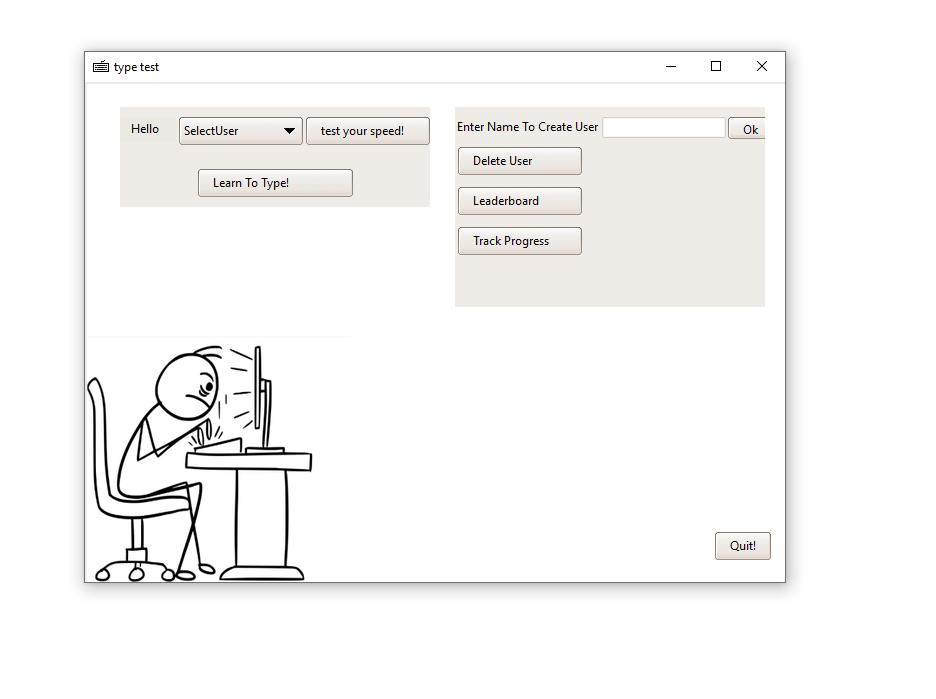 type test
Hello
SelectUser
test your speed!
Learn To Type!
Enter Name To Create User
Ok
Delete User
Leaderboard
Track Progress
Quit!